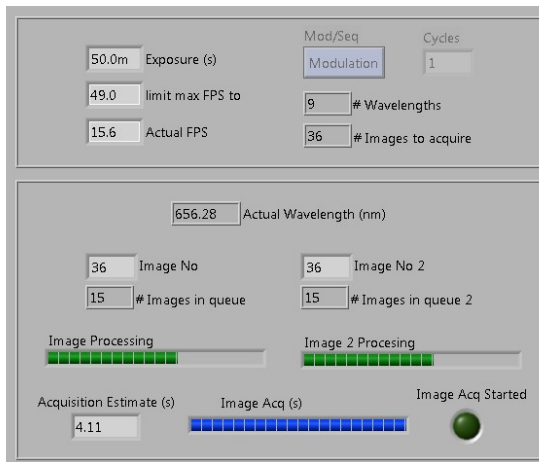 Mod/Seq Cycles
50.0m Exposure (s) Modulation 1
49.0 limit max FPS to 9 # Wavelengths
15.6 Actual FPS 36 # Images to acquire
656.28 Actual Wavelength (nm)
36 Image No 36 Image No 2
15 # Images in queue 15 # Images in queue 2
Image Processing Image 2 Procesing
Acquisition Estimate (s) Image Acq (s) Image Acq Started
4.11